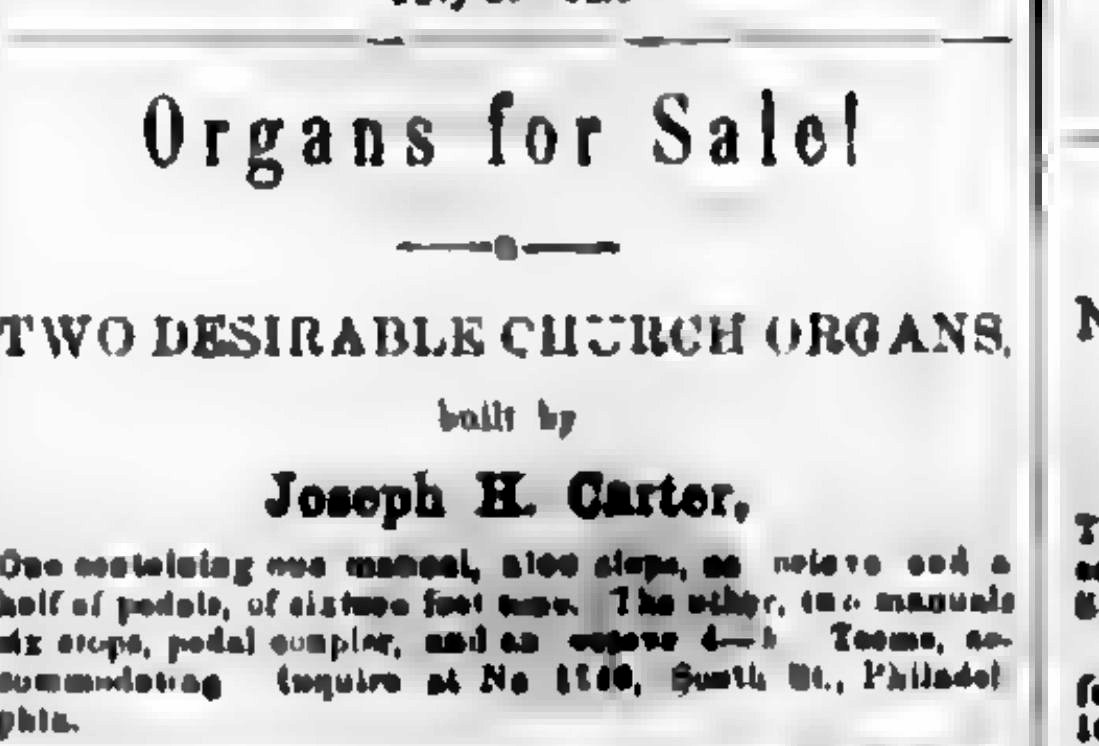 Organs for Sale!
TWO DESIRABLE CHURCH ORGANS,
built by
Joseph H. Carter,
One containing one manual, nine stops, an octave and a
half of pedals, of sixteen feet tone. The other, two manuals
six stops, pedal coupler, and an octave Terms, ac-
commodating Inquire at No South St., Philadel
phia.